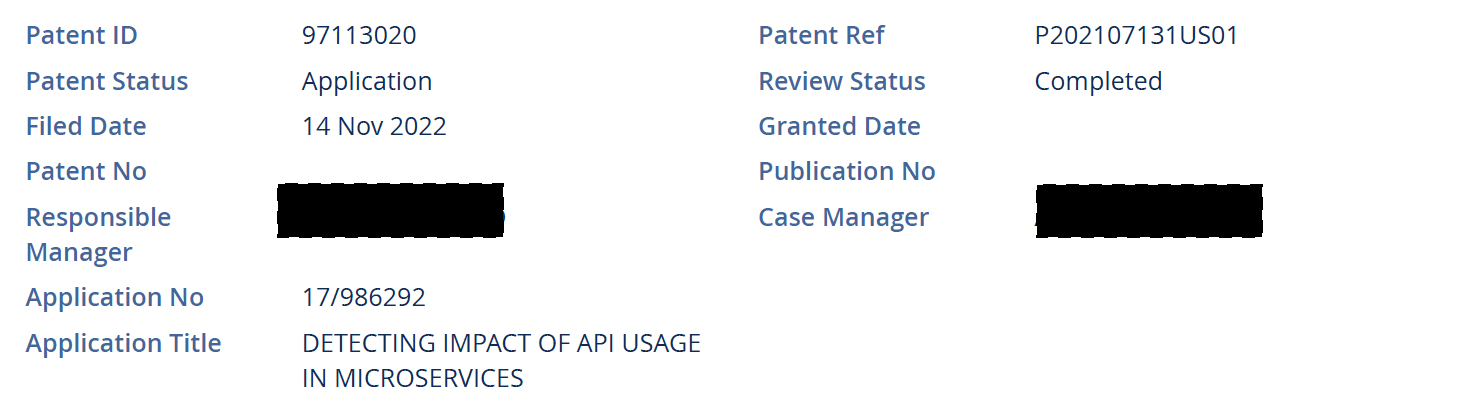 Patent ID 97113020 Patent Ref P202107131US01
Patent Status Application Review Status Completed
Filed Date 14 Nov 2022 Granted Date
Patent No Publication No
Responsible Case Manager
Manager
Application No 17/986292
Application Title DETECTING IMPACT OF API USAGE
IN MICROSERVICES